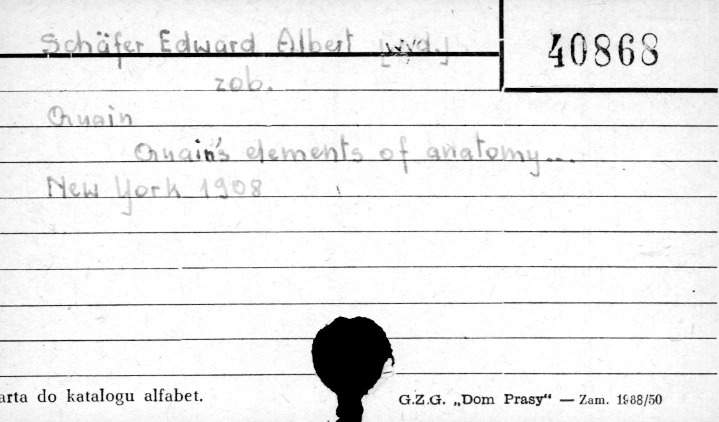 Schäfer Edward Albert [wyd.]
40868
zob.
Quain
Quain's elements of anatomy...
New York 1908
arta do katalogu alfabet.
G.Z.G. „Dom Prasy“ — Zam. 1988/50